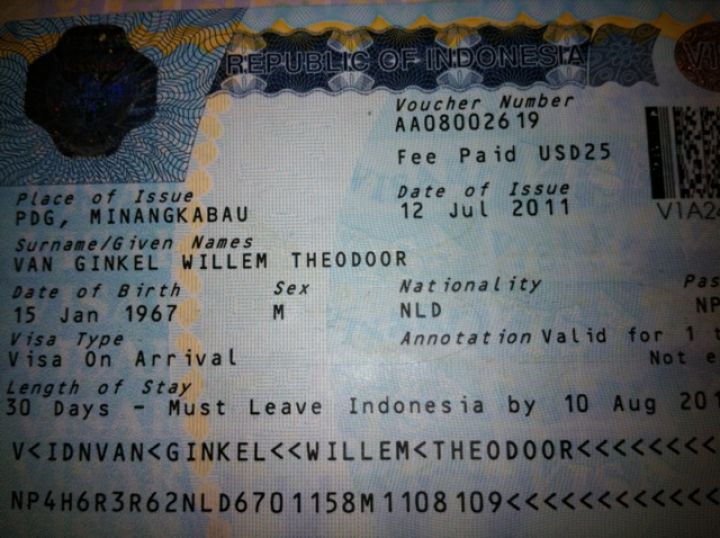 REPUBLIC OF INDONESIA
Voucher Number
AA08002619
Fee Paid USD25
Place of Issue
PDG, MINANGKABAU
Date of Issue
12 Jul 2011
Surname/Given Names
VAN GINKEL WILLEM THEODOOR
Date of Birth Sex Nationality Pas
15 Jan 1967 M NLD NP
Visa Type
Visa On Arrival
Annotation Valid for 1
Not e
Length of Stay
30 Days - Must Leave Indonesia by 10 Aug 201
V<IDNVAN<GINKEL<<WILLEM<THEODOOR<<<<<<<
NP4H6R3R62NLD6701158M1108109<<<<<<<<<<<